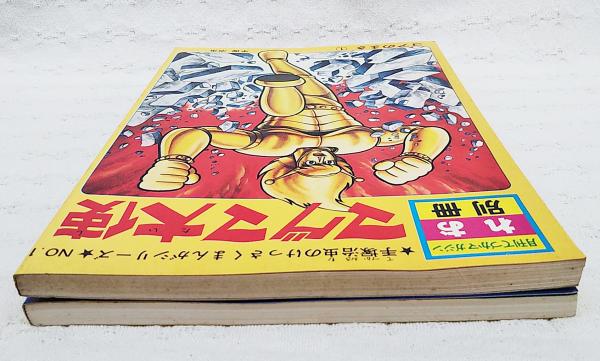 ★手塚治虫のけっさくまんがシリーズ★NO.1
月刊てづかマガジン
れお
別冊
マグマ大使